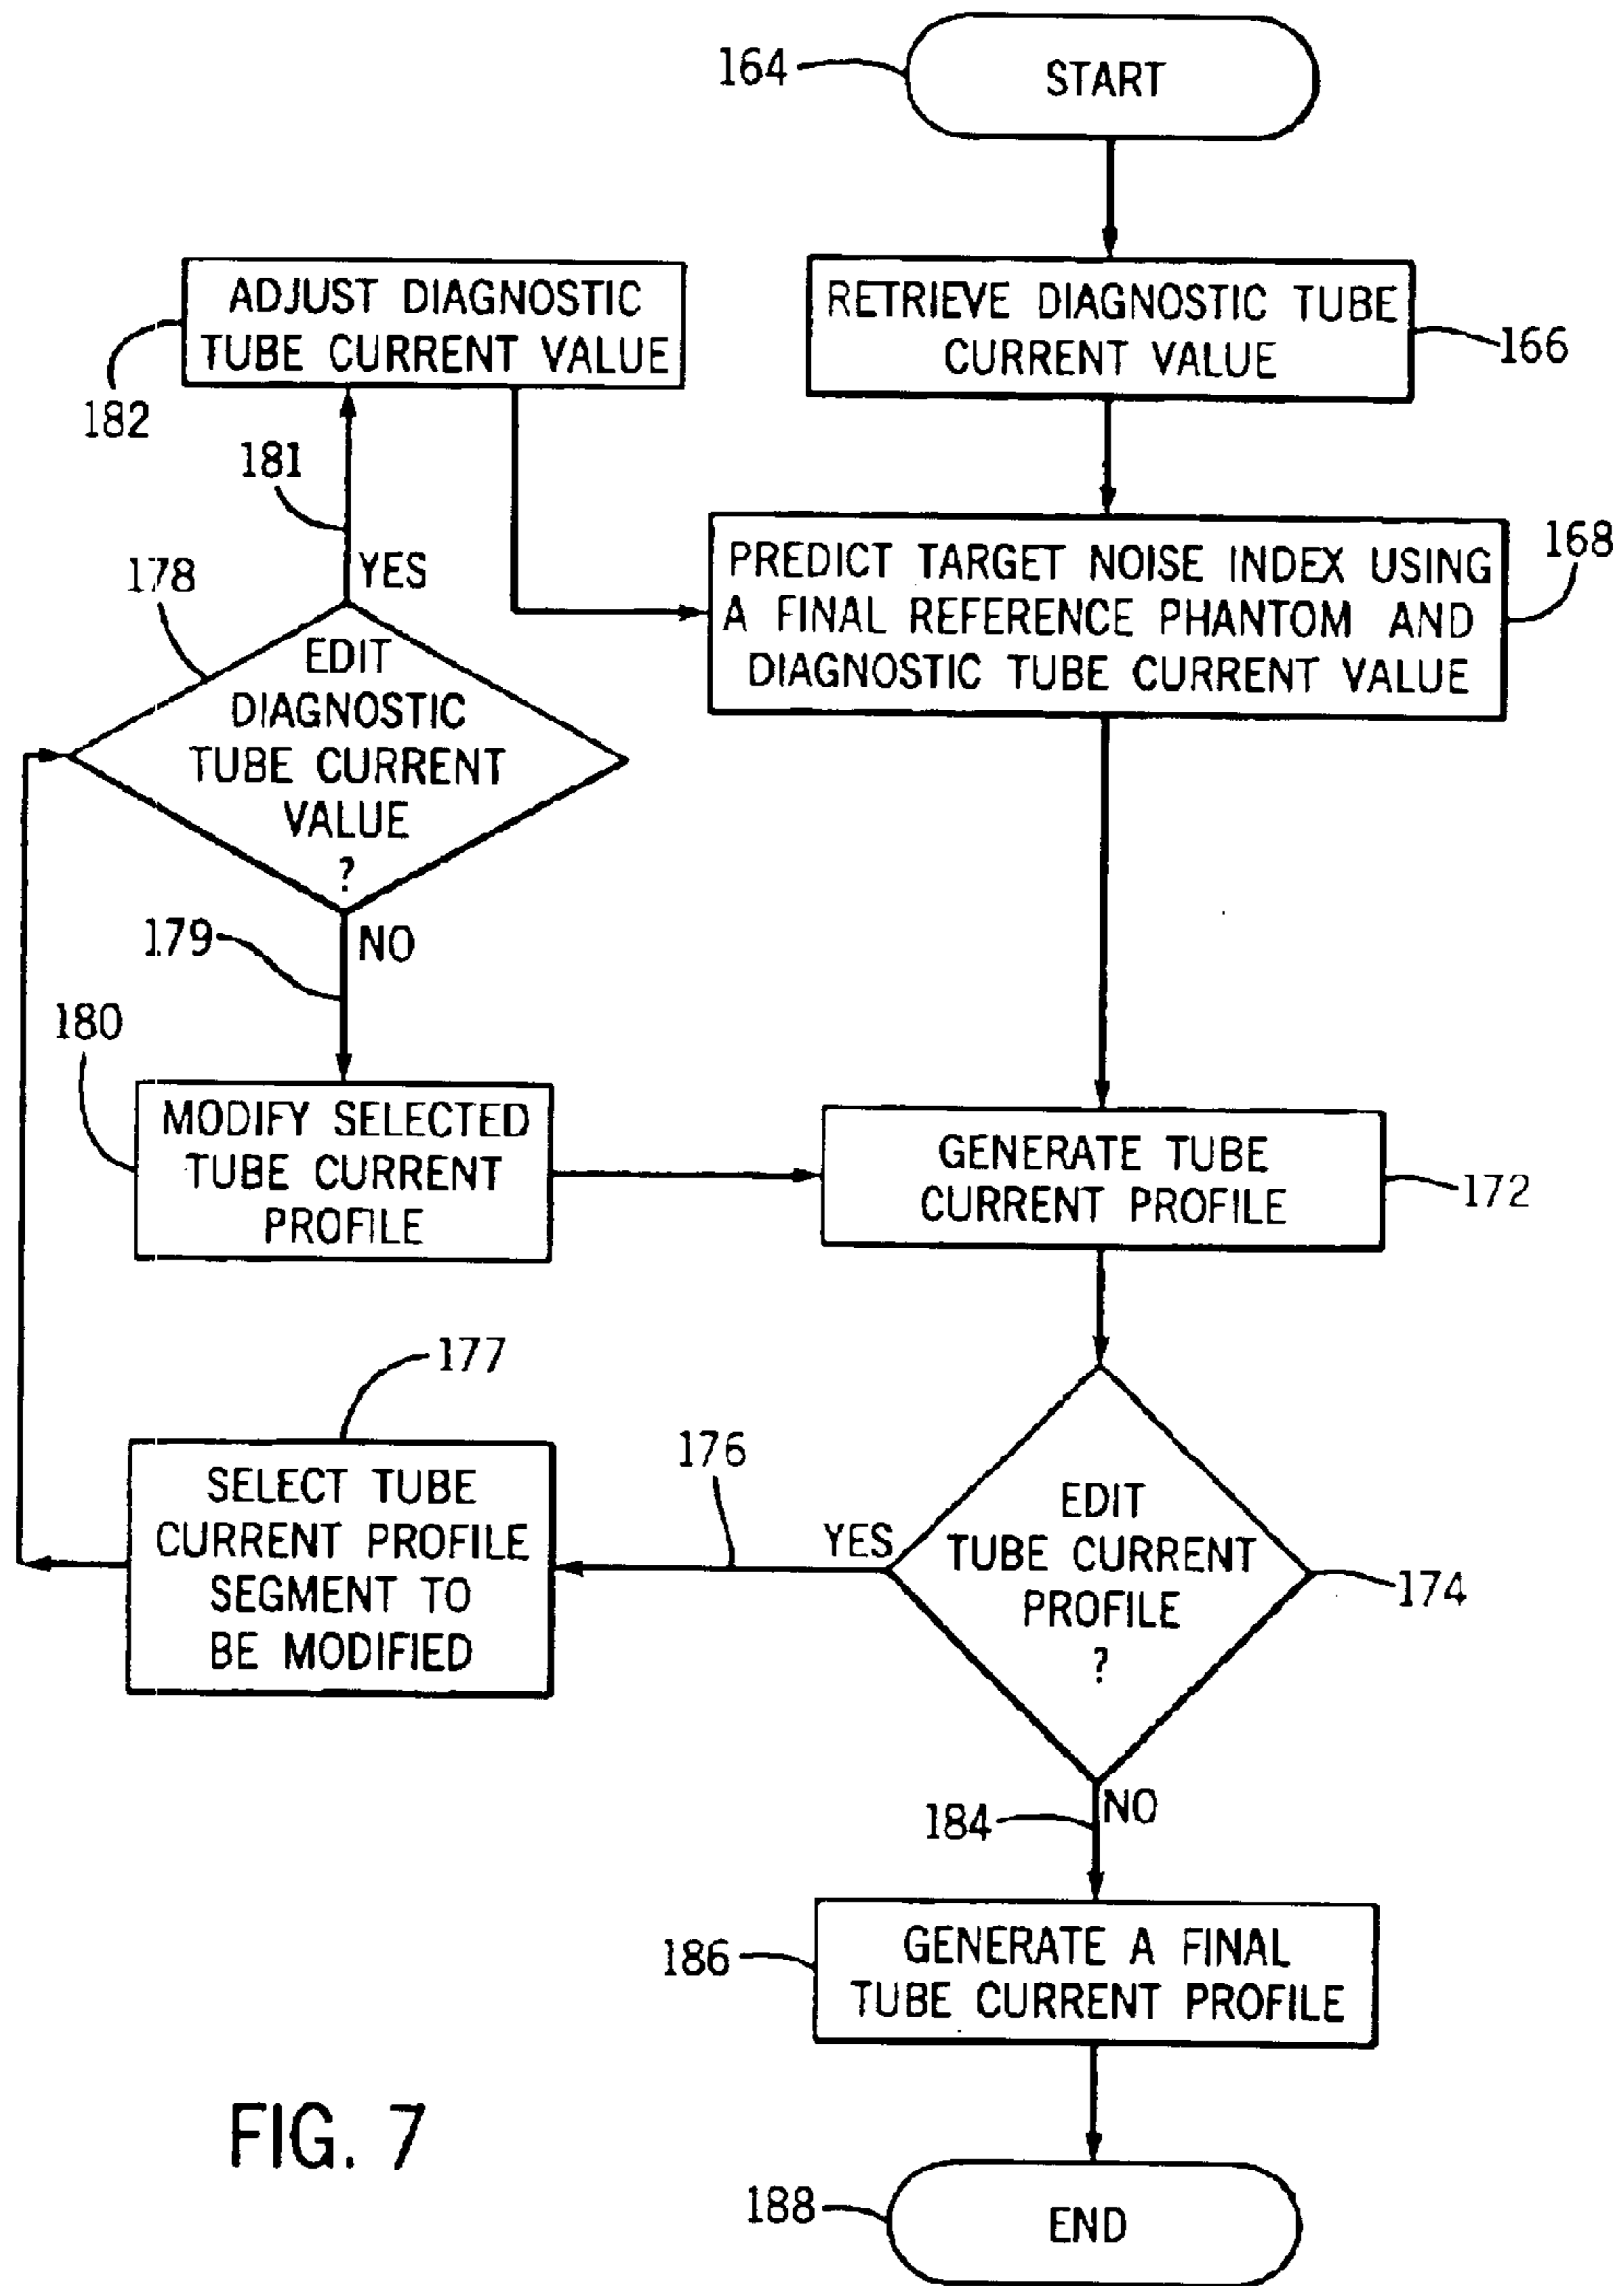 164
START
RETRIEVE DIAGNOSTIC TUBE
CURRENT VALUE
166
ADJUST DIAGNOSTIC
TUBE CURRENT VALUE
182
181
YES
PREDICT TARGET NOISE INDEX USING
A FINAL REFERENCE PHANTOM AND
DIAGNOSTIC TUBE CURRENT VALUE
168
178
EDIT
DIAGNOSTIC
TUBE CURRENT
VALUE
?
179
NO
180
MODIFY SELECTED
TUBE CURRENT
PROFILE
GENERATE TUBE
CURRENT PROFILE
172
177
SELECT TUBE
CURRENT PROFILE
SEGMENT TO
BE MODIFIED
176
YES
EDIT
TUBE CURRENT
PROFILE
?
174
184
NO
186
GENERATE A FINAL
TUBE CURRENT PROFILE
188
END
FIG. 7